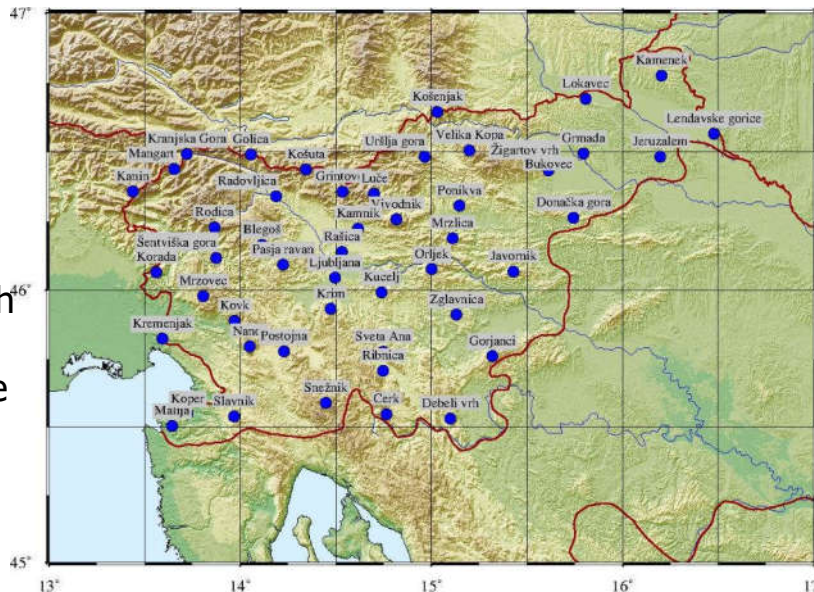 47°
Kamenek
Lokavec
Košenjak
Lendavske gorice
Kranjska Gora Golica
Uršlja gora
Velika Kopa
Grmada
Jeruzalem
Mangart
Košuta
Žigartov vrh
Bukovec
Kanin
Radovljica
Luče
Ponikva
Vivodnik
Donačka gora
Rodica
Kamnik
Blegoš
Rašica
Mrzlica
Šentviška gora
Pasja ravan
Orljek
Javornik
Korada
Ljubljana
46°
h
Mrzovec
Kucelj
Krim
Kovk
Zglavnica
Kremenjak
Postojna
Sveta Ana
Gorjanci
Ribnica
e
Koper
Slavnik
Snežnik
Cerk
Debeli vrh
Malija
45°
13° 14° 15° 16°